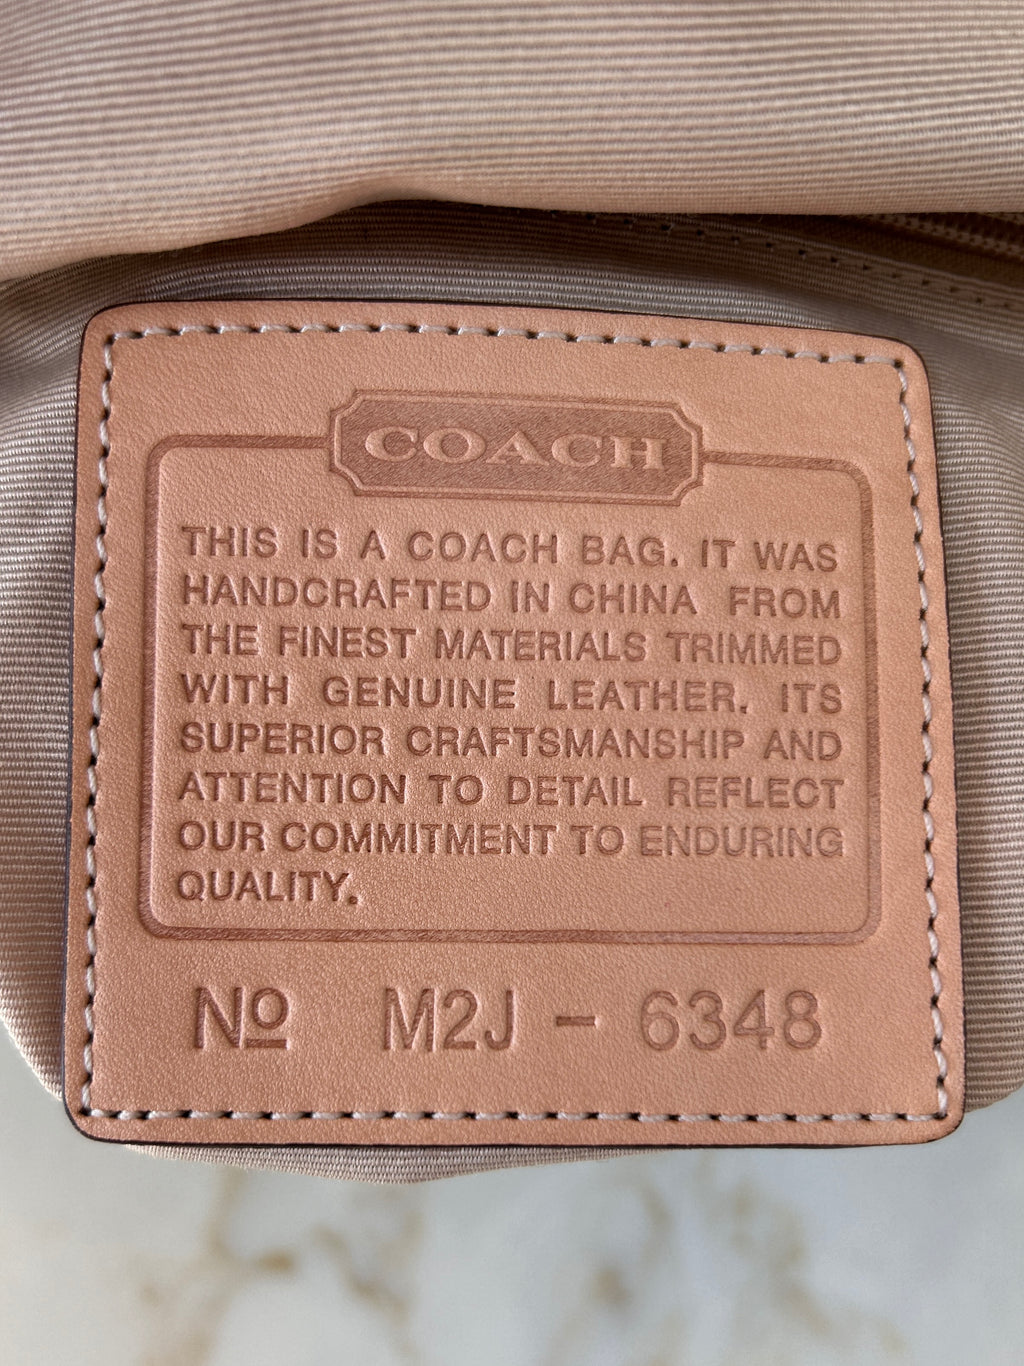 COACH
THIS IS A COACH BAG. IT WAS
HANDCRAFTED IN CHINA FROM
THE FINEST MATERIALS TRIMMED
WITH GENUINE LEATHER. ITS
SUPERIOR CRAFTSMANSHIP AND
ATTENTION TO DETAIL REFLECT
OUR COMMITMENT TO ENDURING
QUALITY.
Nº M2J - 6348